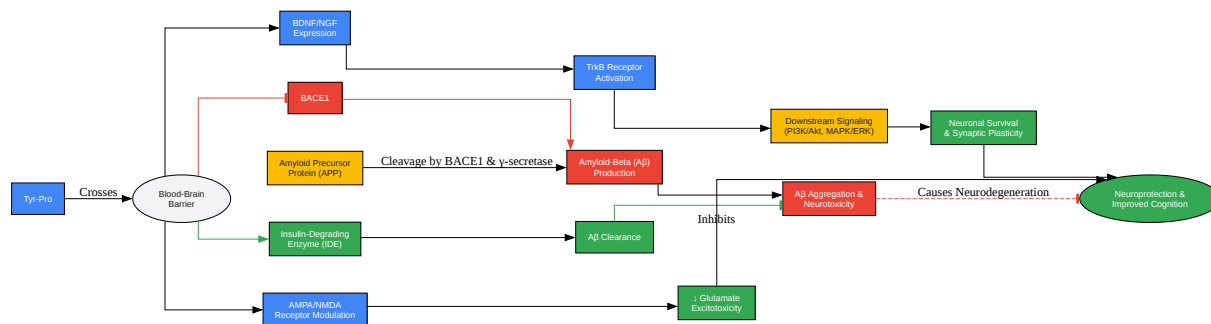 BDNF/NGF
Expression
TrkB Receptor
Activation
BACE1
Downstream Signaling
(PI3K/Akt, MAPK/ERK)
Neuronal Survival
& Synaptic Plasticity
Amyloid Precursor
Protein (APP)
Cleavage by BACE1 & γ-secretase
Amyloid-Beta (Aβ)
Production
Tyr-Pro
Crosses
Blood-Brain
Barrier
Aβ Aggregation &
Neurotoxicity
Causes Neurodegeneration
Neuroprotection &
Improved Cognition
Inhibits
Insulin-Degrading
Enzyme (IDE)
Aβ Clearance
AMPA/NMDA
Receptor Modulation
↓ Glutamate
Excitotoxicity